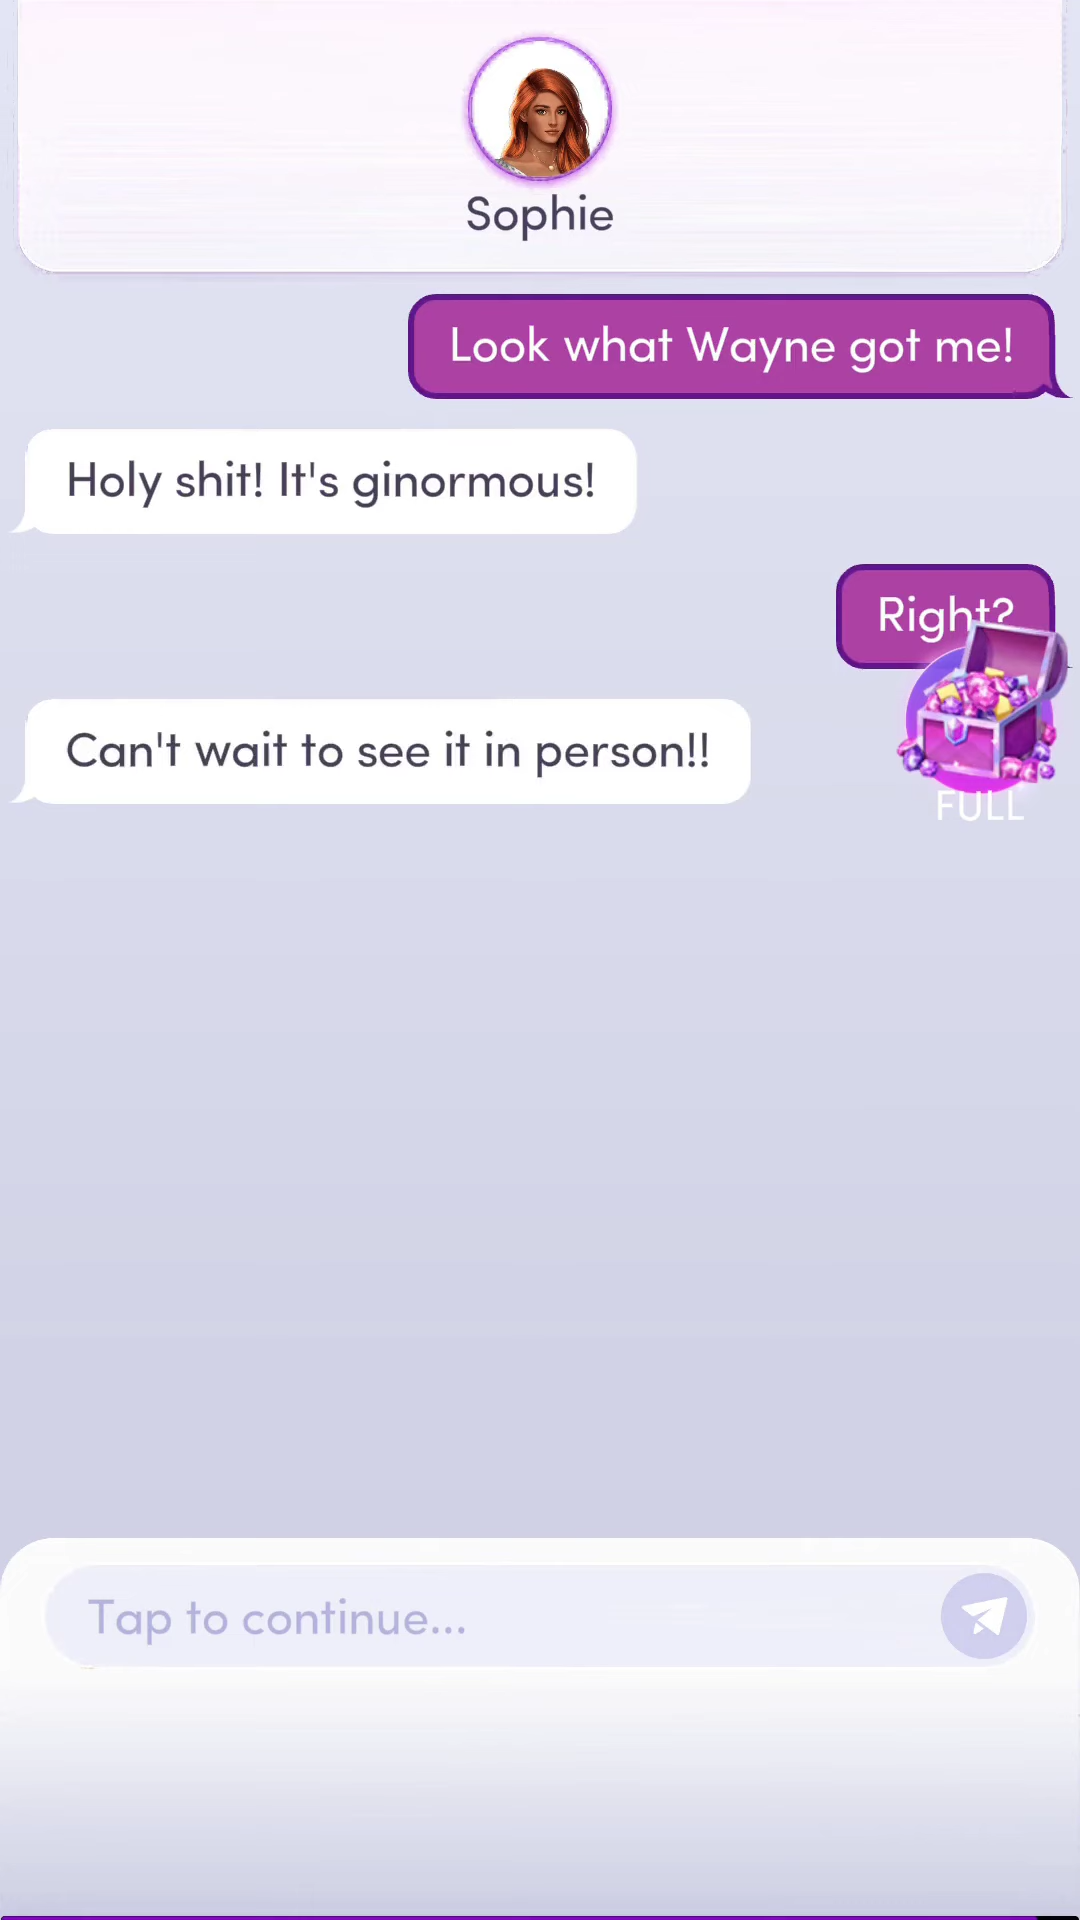 Sophie
Look what Wayne got me!
Holy shit! It's ginormous!
Right?
Can't wait to see it in person!!
FULL
Tap to continue...